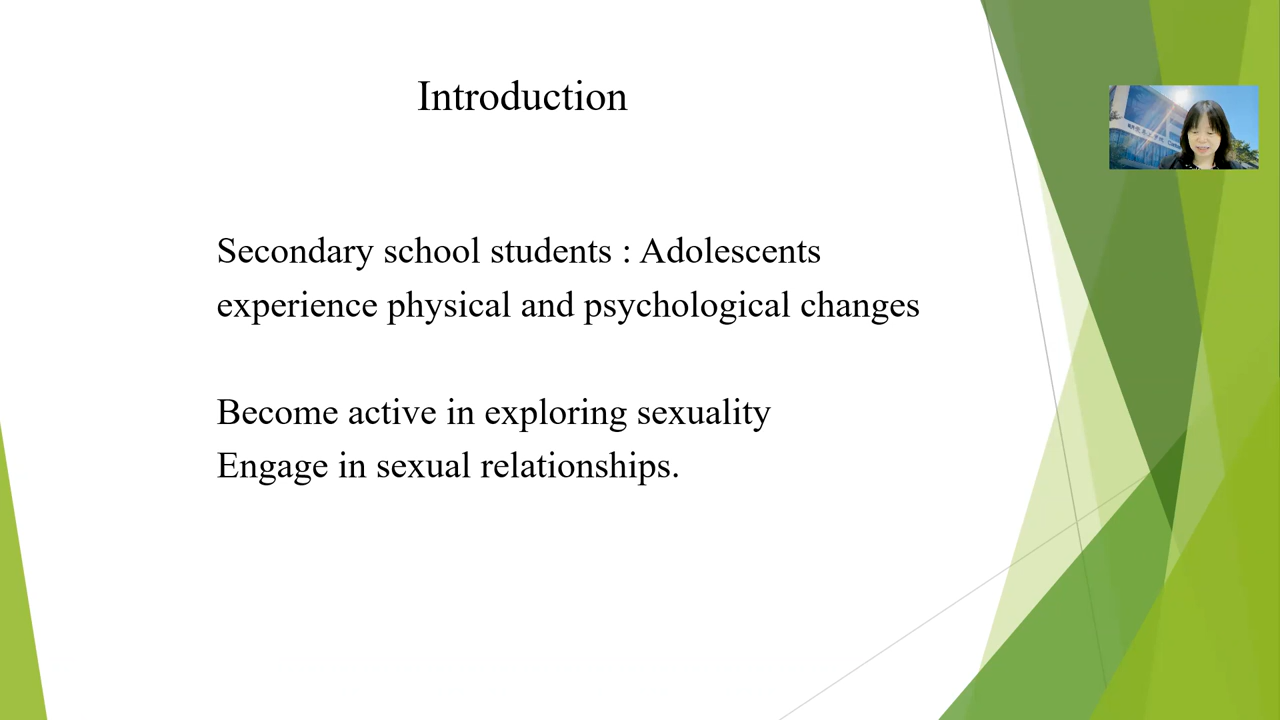 Introduction
Secondary school students : Adolescents
experience physical and psychological changes
Become active in exploring sexuality
Engage in sexual relationships.